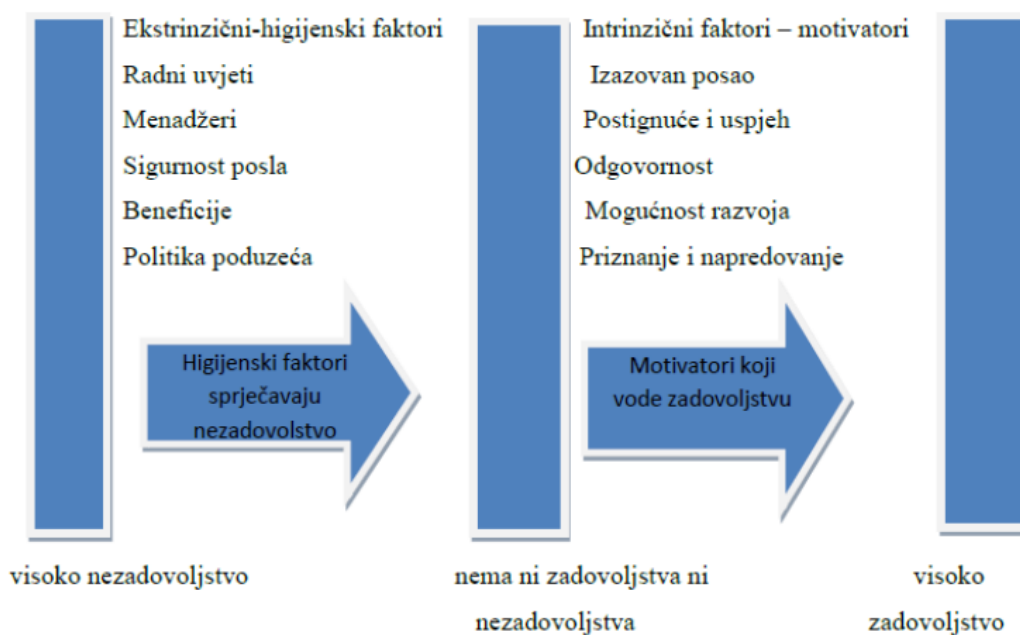 Ekstrinzični-higijenski faktori
Radni uvjeti
Menadžeri
Sigurnost posla
Beneficije
Politika poduzeća
Higijenski faktori
sprječavaju
nezadovolstvo
Intrinzični faktori – motivatori
Izazovan posao
Postignuće i uspjeh
Odgovornost
Mogućnost razvoja
Priznanje i napredovanje
Motivatori koji
vode zadovoljstvu
visoko nezadovoljstvo
nema ni zadovoljstva ni
nezadovoljstva
visoko
zadovoljstvo